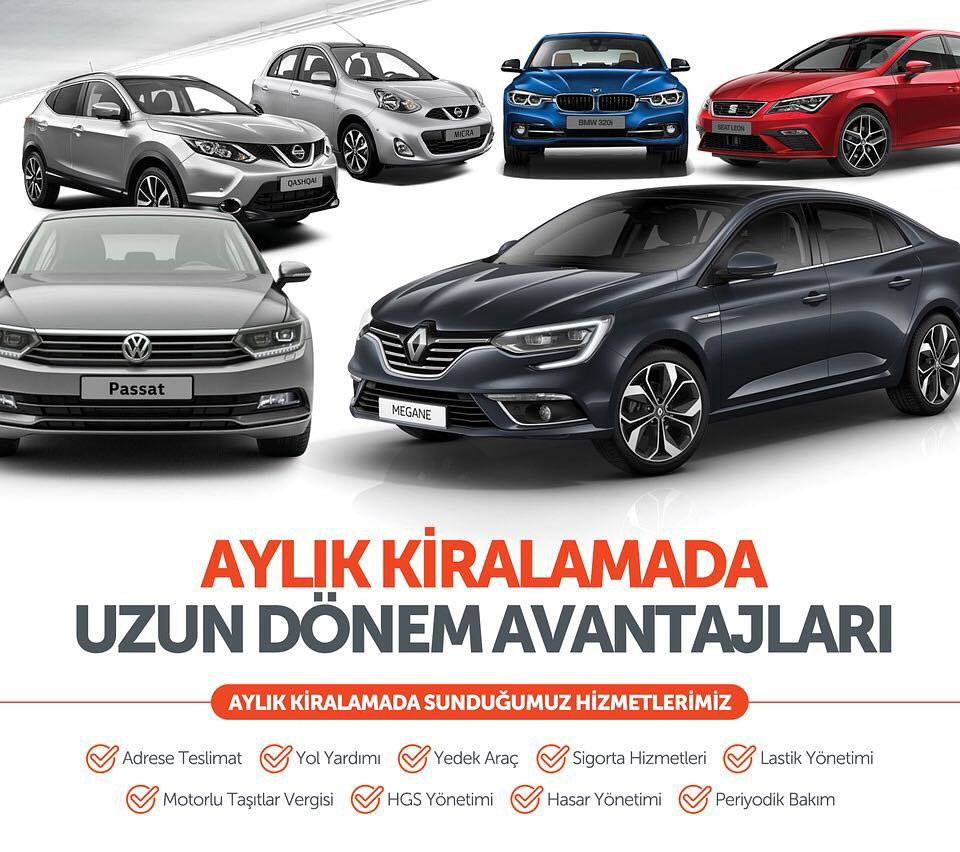 MICRA
BMW 320i
SEAT LEON
QASHQAI
Passat
MEGANE
AYLIK KİRALAMADA
UZUN DÖNEM AVANTAJLARI
AYLIK KİRALAMADA SUNDUĞUMUZ HİZMETLERİMİZ
Adrese Teslimat Yol Yardımı Yedek Araç Sigorta Hizmetleri Lastik Yönetimi
Motorlu Taşıtlar Vergisi HGS Yönetimi Hasar Yönetimi Periyodik Bakım